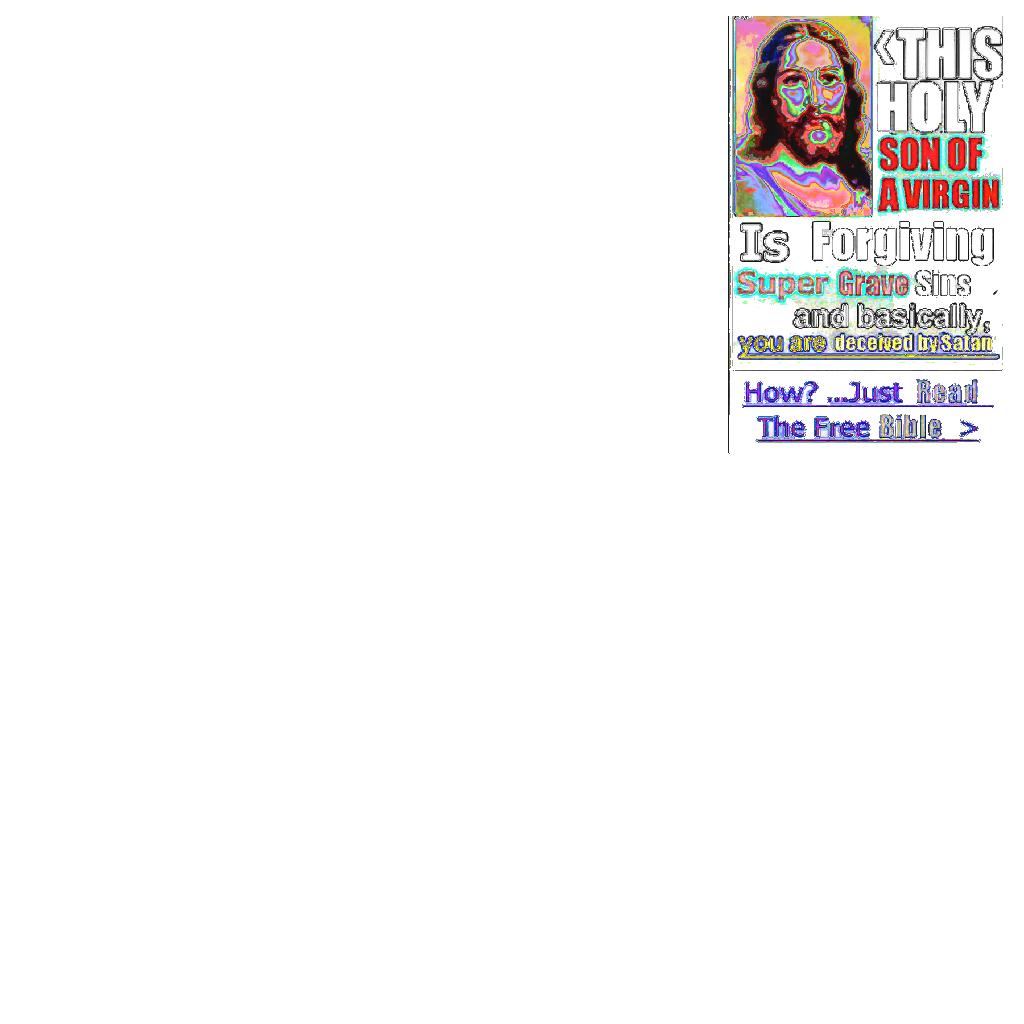 <THIS
HOLY
SON OF
A VIRGIN
Is Forgiving
Super Grave Sins
and basically,
you are deceived by Satan
How? ...Just Read
The Free Bible >